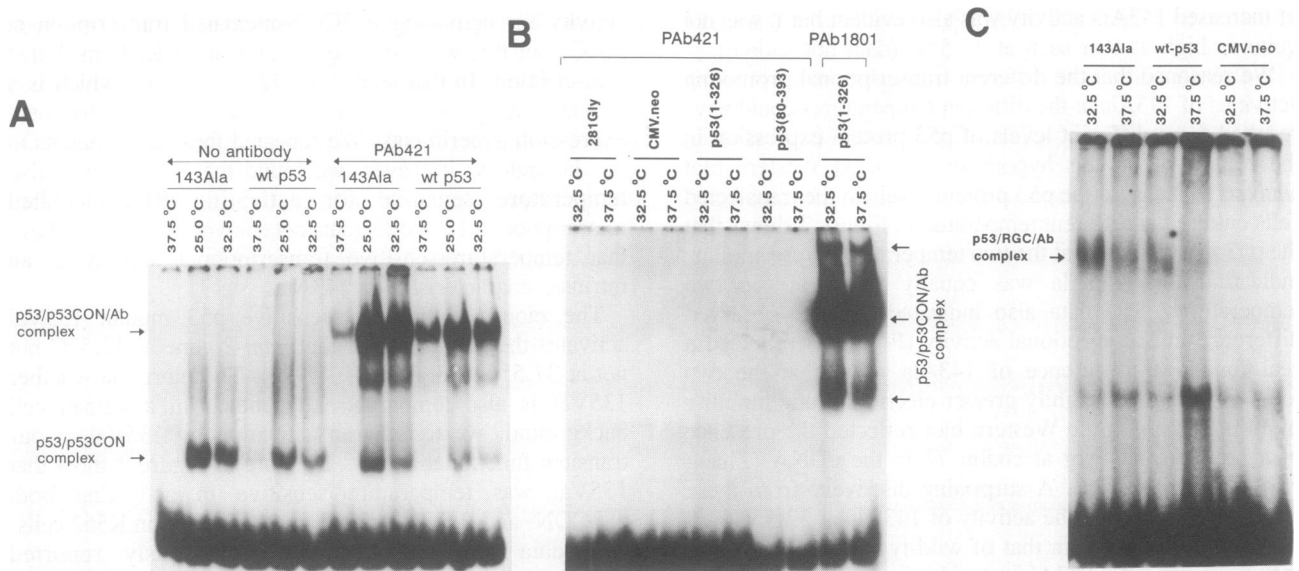 A
No antibody
PAb421
143Ala
wt p53
143Ala
wt p53
37.5 °C
25.0 °C
32.5 °C
37.5 °C
25.0 °C
32.5 °C
37.5 °C
25.0 °C
32.5 °C
37.5 °C
25.0 °C
32.5 °C
p53/p53CON/Ab
complex
p53/p53CON
complex
B
PAb421
PAb1801
281Gly
CMV.neo
p53(1-326)
p53(80-393)
p53(1-326)
32.5 °C
37.5 °C
32.5 °C
37.5 °C
32.5 °C
37.5 °C
32.5 °C
37.5 °C
32.5 °C
37.5 °C
p53/p53CON/Ab
complex
C
143Ala
wt-p53
CMV.neo
32.5 °C
37.5 °C
32.5 °C
37.5 °C
32.5 °C
37.5 °C
p53/RGC/Ab
complex